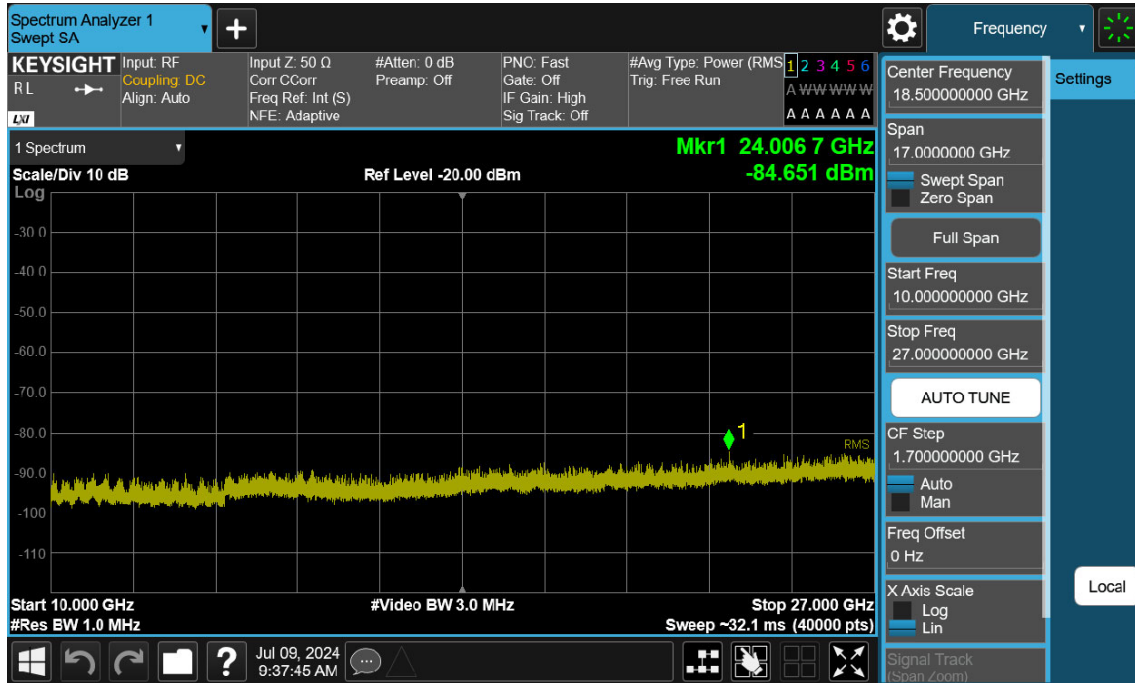 Spectrum Analyzer 1
Swept SA
Frequency
KEYSIGHT
R L
LXI
Input: RF
Coupling: DC
Align: Auto
Input Z: 50 Ω
Corr CCorr
Freq Ref: Int (S)
NFE: Adaptive
#Atten: 0 dB
Preamp: Off
PNO: Fast
Gate: Off
IF Gain: High
Sig Track: Off
#Avg Type: Power (RMS
Trig: Free Run
1 2 3 4 5 6
A W W W W W
A A A A A A
1 Spectrum
Mkr1 24.006 7 GHz
-84.651 dBm
Scale/Div 10 dB
Ref Level -20.00 dBm
Log
-30.0
-40.0
-50.0
-60.0
-70.0
-80.0
-90.0
-100
-110
1
RMS
Start 10.000 GHz
#Video BW 3.0 MHz
Stop 27.000 GHz
#Res BW 1.0 MHz
Sweep ~32.1 ms (40000 pts)
?
Jul 09, 2024
9:37:45 AM
Center Frequency
18.500000000 GHz
Span
17.0000000 GHz
Swept Span
Zero Span
Full Span
Start Freq
10.000000000 GHz
Stop Freq
27.000000000 GHz
AUTO TUNE
CF Step
1.700000000 GHz
Auto
Man
Freq Offset
0 Hz
X Axis Scale
Log
Lin
Signal Track
(Span Zoom)
Settings
Local